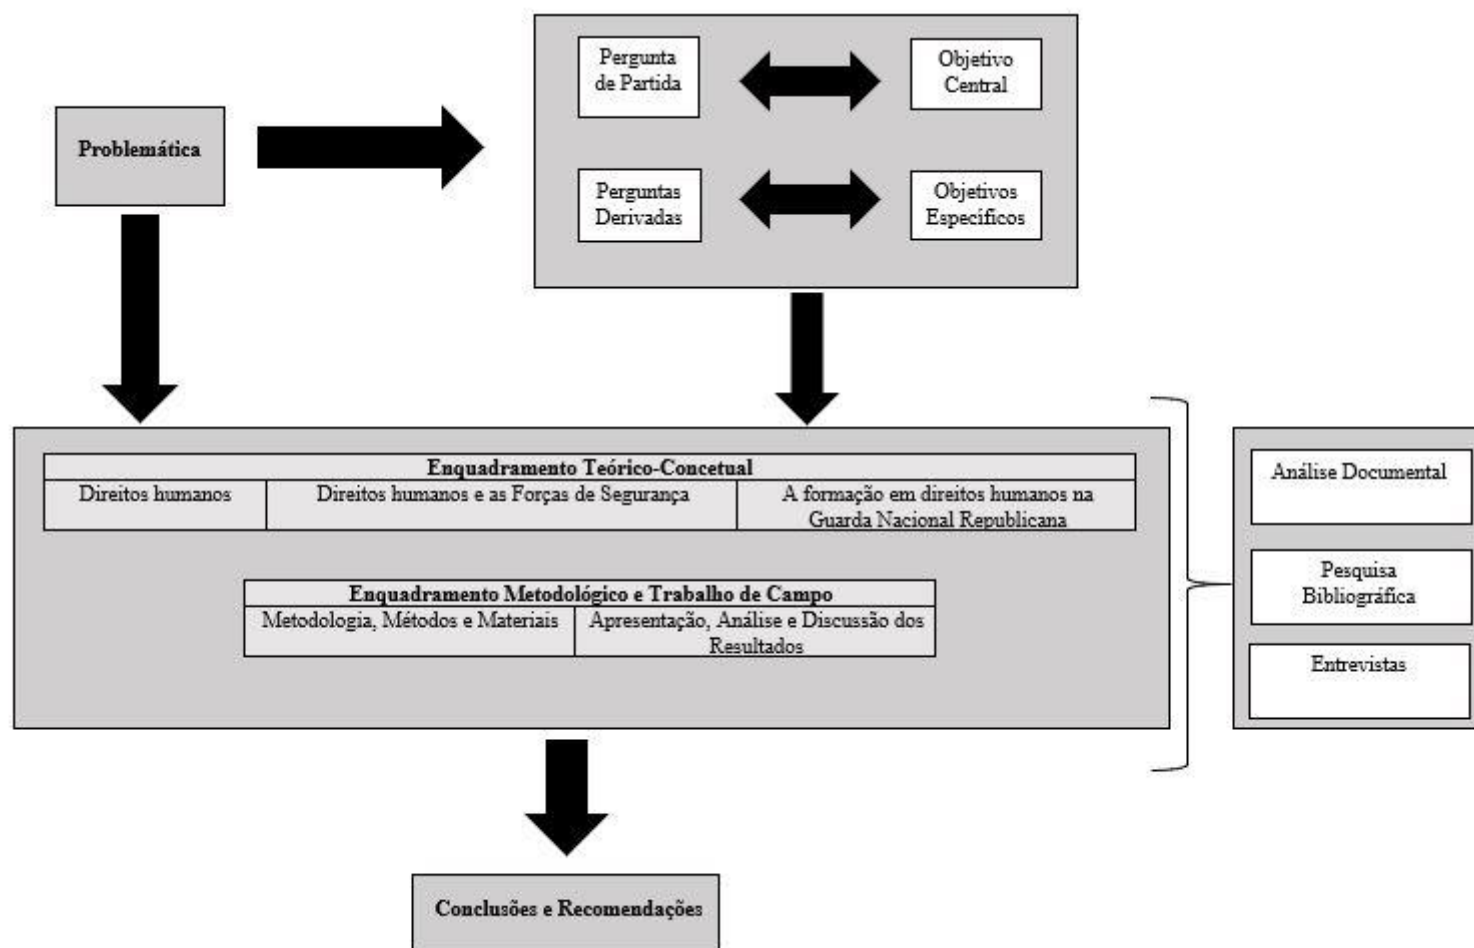 Pergunta
de Partida
Objetivo
Central
Problemática
Perguntas
Derivadas
Objetivos
Específicos
Enquadramento Teórico-Concetual
Direitos humanos
Direitos humanos e as Forças de Segurança
A formação em direitos humanos na
Guarda Nacional Republicana
Enquadramento Metodológico e Trabalho de Campo
Metodologia, Métodos e Materiais
Apresentação, Análise e Discussão dos
Resultados
Análise Documental
Pesquisa
Bibliográfica
Entrevistas
Conclusões e Recomendações